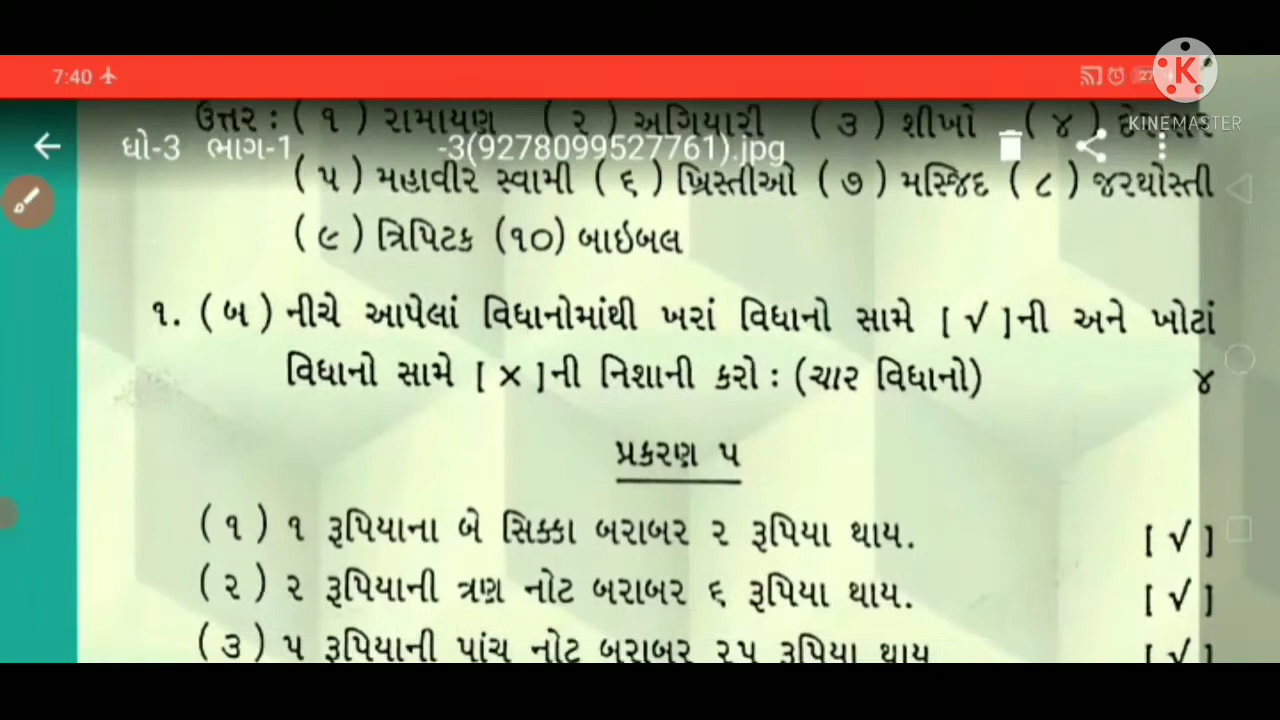 7:40
27
KINEMASTER
ઉત્તર : ( ૧ ) રામાયણ ( ૨ ) અગિયારી ( ૩ ) શીખો ( ૪ )
ધો-3 ભાગ-1 -3(9278099527761).jpg
( ૫ ) મહાવીર સ્વામી ( ૬ ) ખ્રિસ્તીઓ ( ૭ ) મસ્જિદ ( ૮ ) જરથોસ્તી
( ૯ ) ત્રિપિટક (૧૦) બાઇબલ
૧. ( બ ) નીચે આપેલાં વિધાનોમાંથી ખરાં વિધાનો સામે [ √ ]ની અને ખોટાં
વિધાનો સામે [ × ]ની નિશાની કરો : (ચાર વિધાનો) ૪
પ્રકરણ ૫
( ૧ ) ૧ રૂપિયાના બે સિક્કા બરાબર ૨ રૂપિયા થાય. [ √ ]
( ૨ ) ૨ રૂપિયાની ત્રણ નોટ બરાબર ૬ રૂપિયા થાય. [ √ ]
( ૩ ) ૫ રૂપિયાની પાંચ નોટ બરાબર ૨૫ રૂપિયા થાય [ √ ]